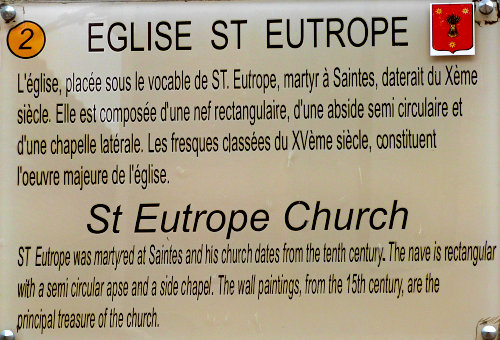 2
EGLISE ST EUTROPE
L'église, placée sous le vocable de ST. Eutrope, martyr à Saintes, daterait du Xème
siècle. Elle est composée d'une nef rectangulaire, d'une abside semi circulaire et
d'une chapelle latérale. Les fresques classées du XVème siècle, constituent
l'oeuvre majeure de l'église.
St Eutrope Church
ST Eutrope was martyred at Saintes and his church dates from the tenth century. The nave is rectangular
with a semi circular apse and a side chapel. The wall paintings, from the 15th century, are the
principal treasure of the church.